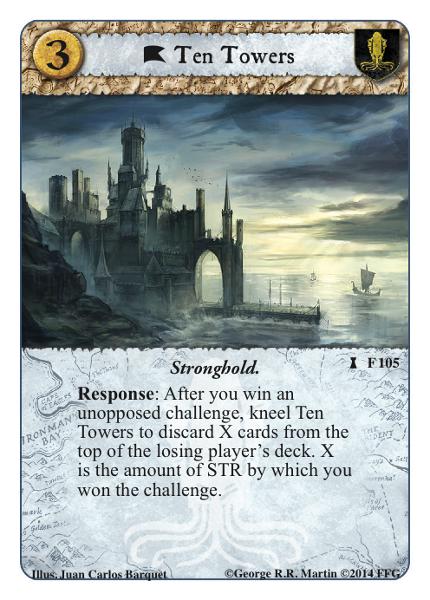 3
Ten Towers
Stronghold.
F105
Response: After you win an
unopposed challenge, kneel Ten
Towers to discard X cards from the
top of the losing player's deck. X
is the amount of STR by which you
won the challenge.
Illus. Juan Carlos Barquet
©George R.R. Martin ©2014 FFG